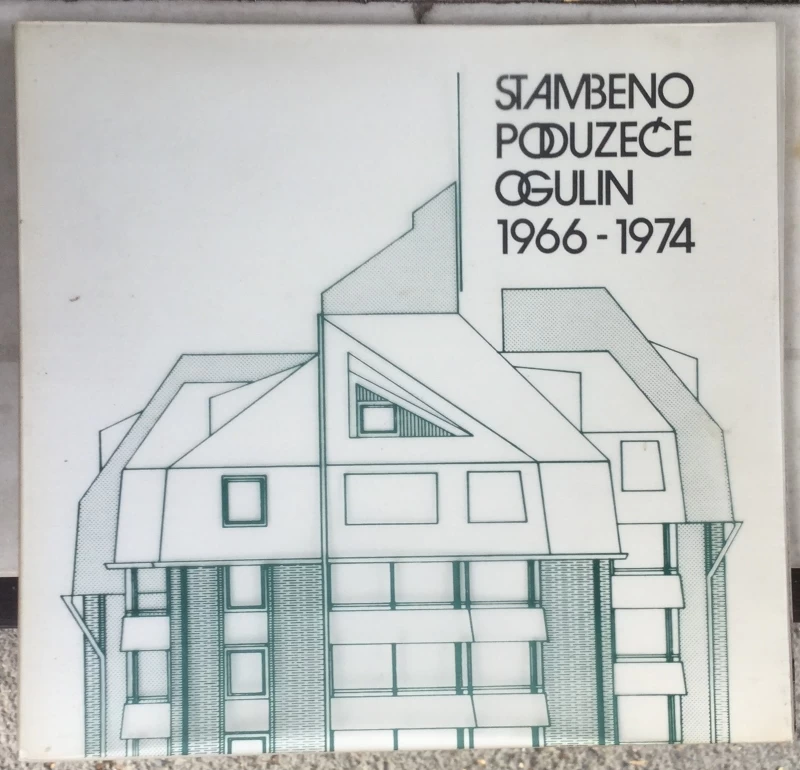 STAMBENO
PODUZEĆE
OGULIN
1966 - 1974